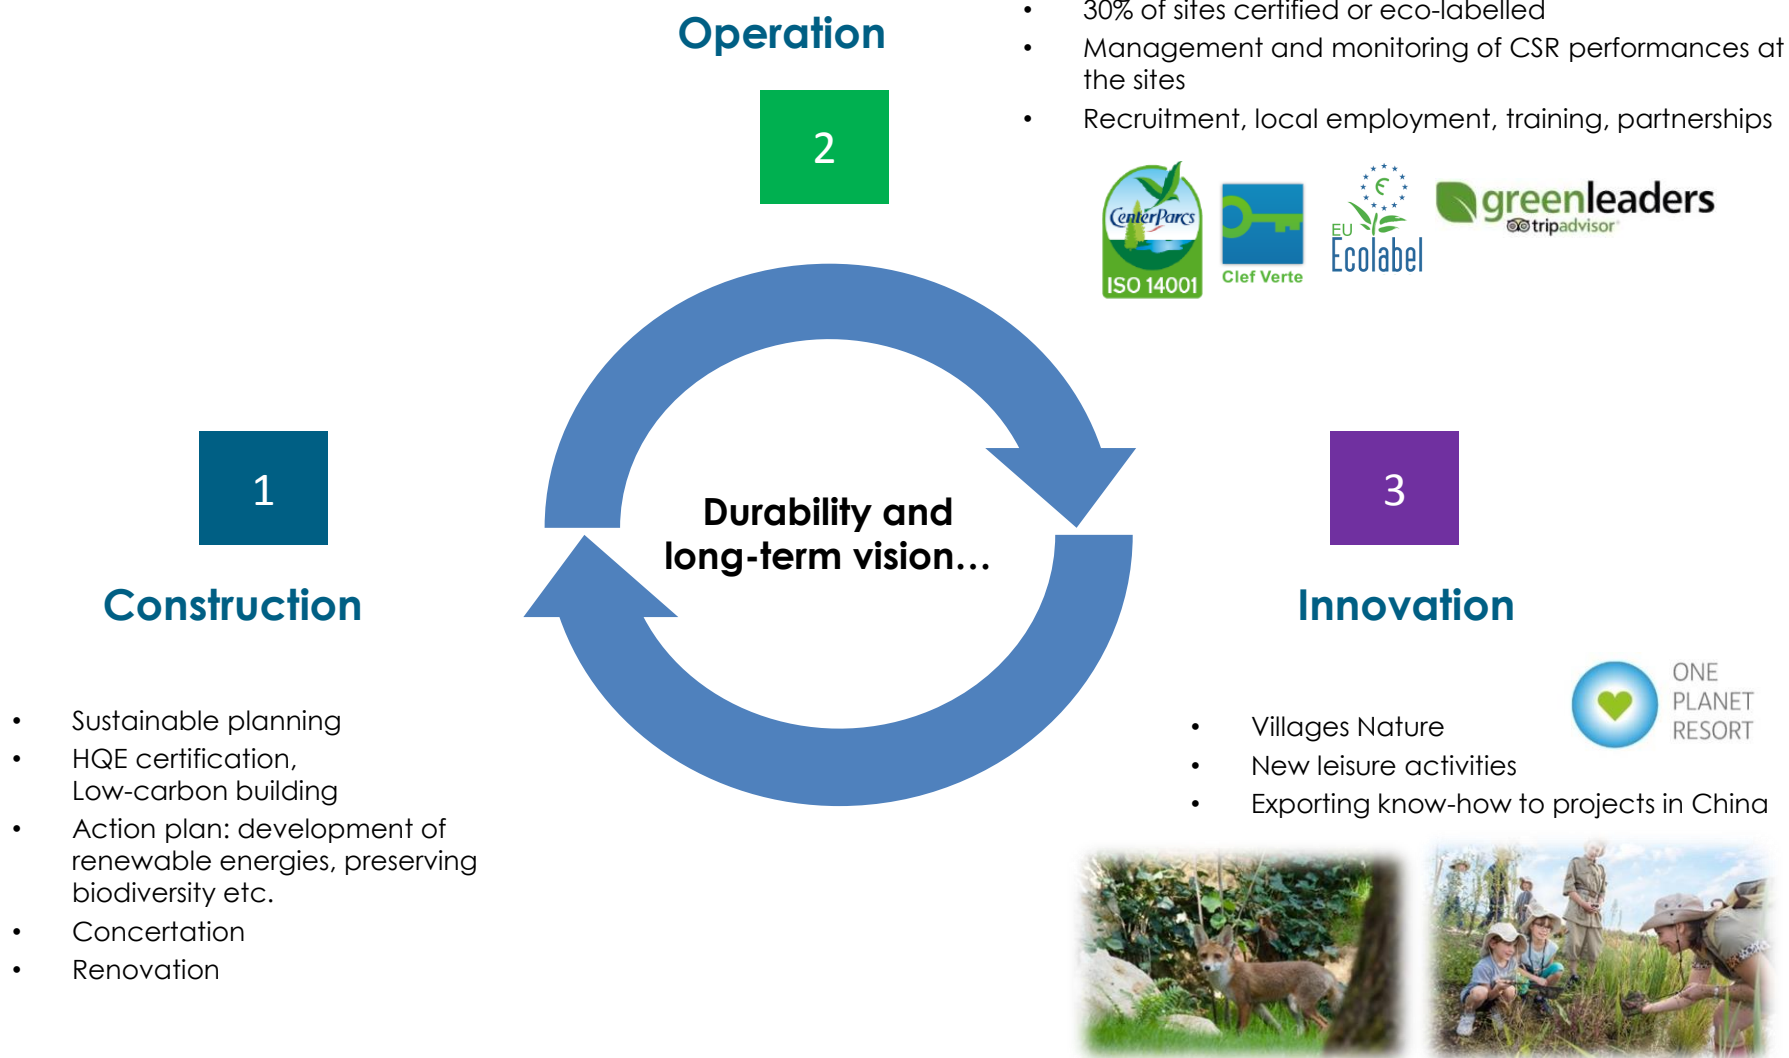 Operation
2
• 30% of sites certified or eco-labelled
• Management and monitoring of CSR performances at
the sites
• Recruitment, local employment, training, partnerships
CenterParcs
ISO 14001
Clef Verte
EU
Ecolabel
greenleaders
tripadvisor
1
Construction
• Sustainable planning
• HQE certification,
Low-carbon building
• Action plan: development of
renewable energies, preserving
biodiversity etc.
• Concertation
• Renovation
Durability and
long-term vision…
3
Innovation
ONE
PLANET
RESORT
• Villages Nature
• New leisure activities
• Exporting know-how to projects in China